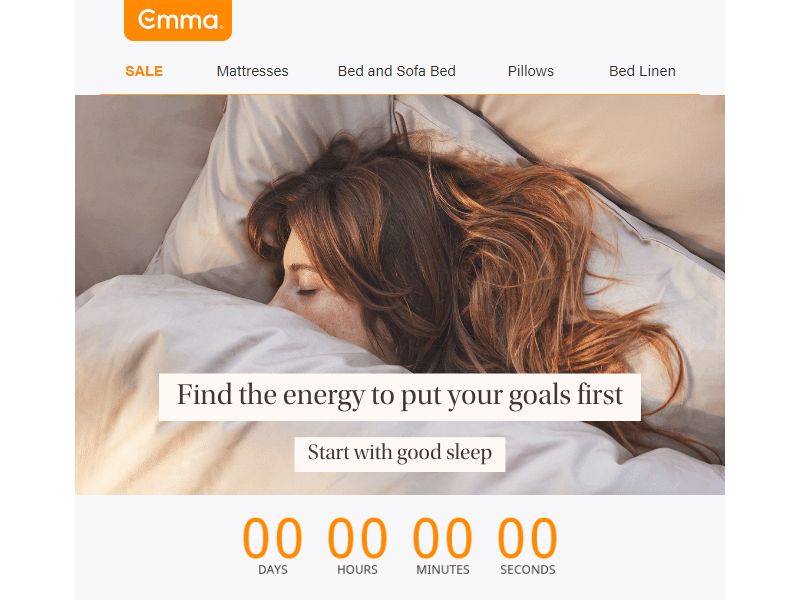 Emma
SALE Mattresses Bed and Sofa Bed Pillows Bed Linen
Find the energy to put your goals first
Start with good sleep
00 00 00 00
DAYS HOURS MINUTES SECONDS